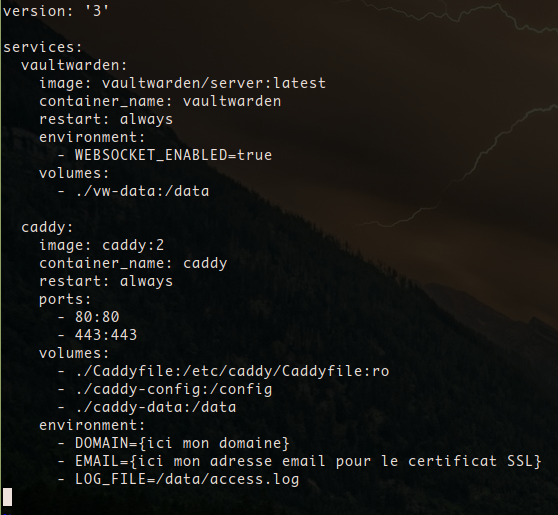 version: '3'
services:
vaultwarden:
image: vaultwarden/server:latest
container_name: vaultwarden
restart: always
environment:
- WEBSOCKET_ENABLED=true
volumes:
- ./vw-data:/data
caddy:
image: caddy:2
container_name: caddy
restart: always
ports:
- 80:80
- 443:443
volumes:
- ./Caddyfile:/etc/caddy/Caddyfile:ro
- ./caddy-config:/config
- ./caddy-data:/data
environment:
- DOMAIN={ici mon domaine}
- EMAIL={ici mon adresse email pour le certificat SSL}
- LOG_FILE=/data/access.log